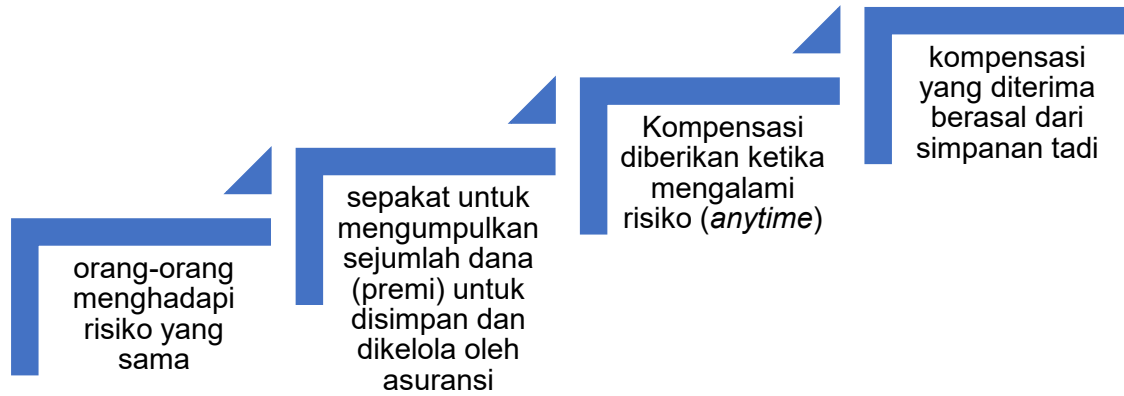 orang-orang
menghadapi
risiko yang
sama
sepakat untuk
mengumpulkan
sejumlah dana
(premi) untuk
disimpan dan
dikelola oleh
asuransi
Kompensasi
diberikan ketika
mengalami
risiko (anytime)
kompensasi
yang diterima
berasal dari
simpanan tadi